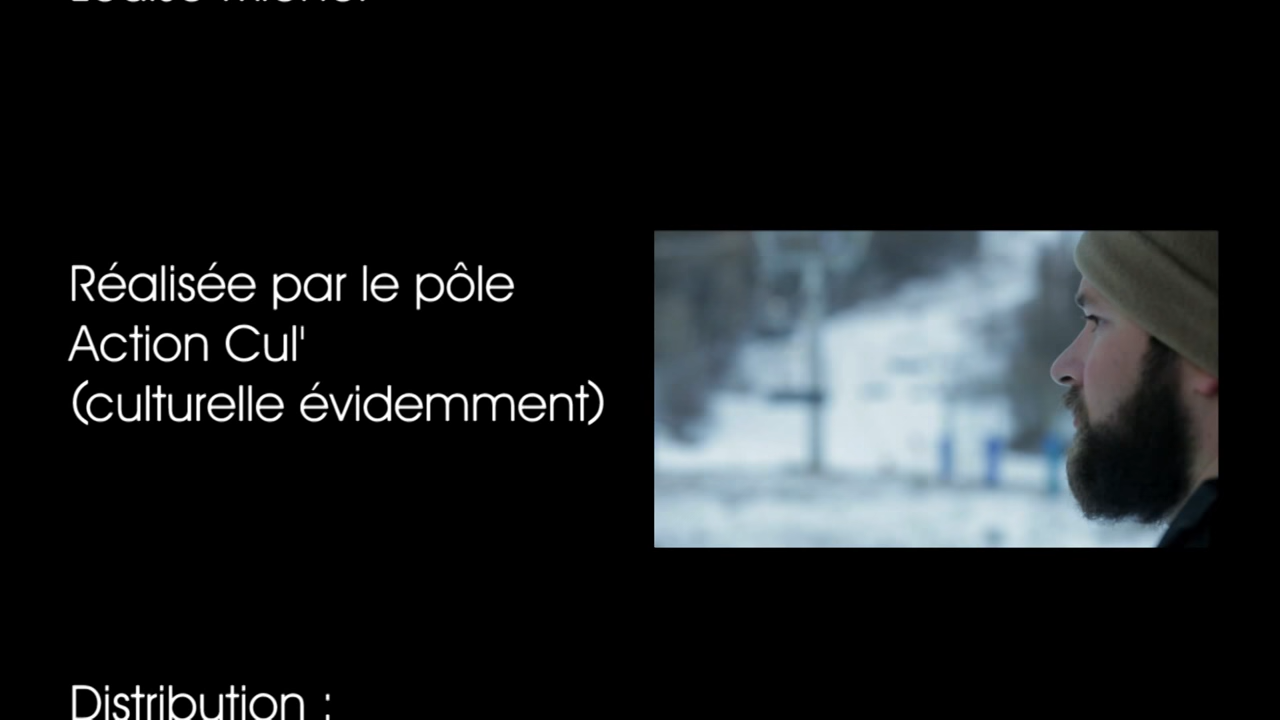 Réalisée par le pôle
Action Cul'
(culturelle évidemment)
Distribution :